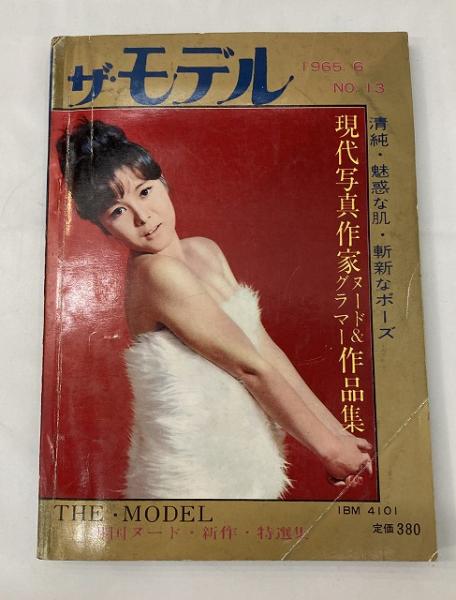 ザ・モデル
1965.6
NO.13
清純・魅惑な肌・斬新なポーズ
現代写真作家ヌード&グラマー作品集
THE・MODEL
IBM 4101
国ヌード・新作・特選集
定価380